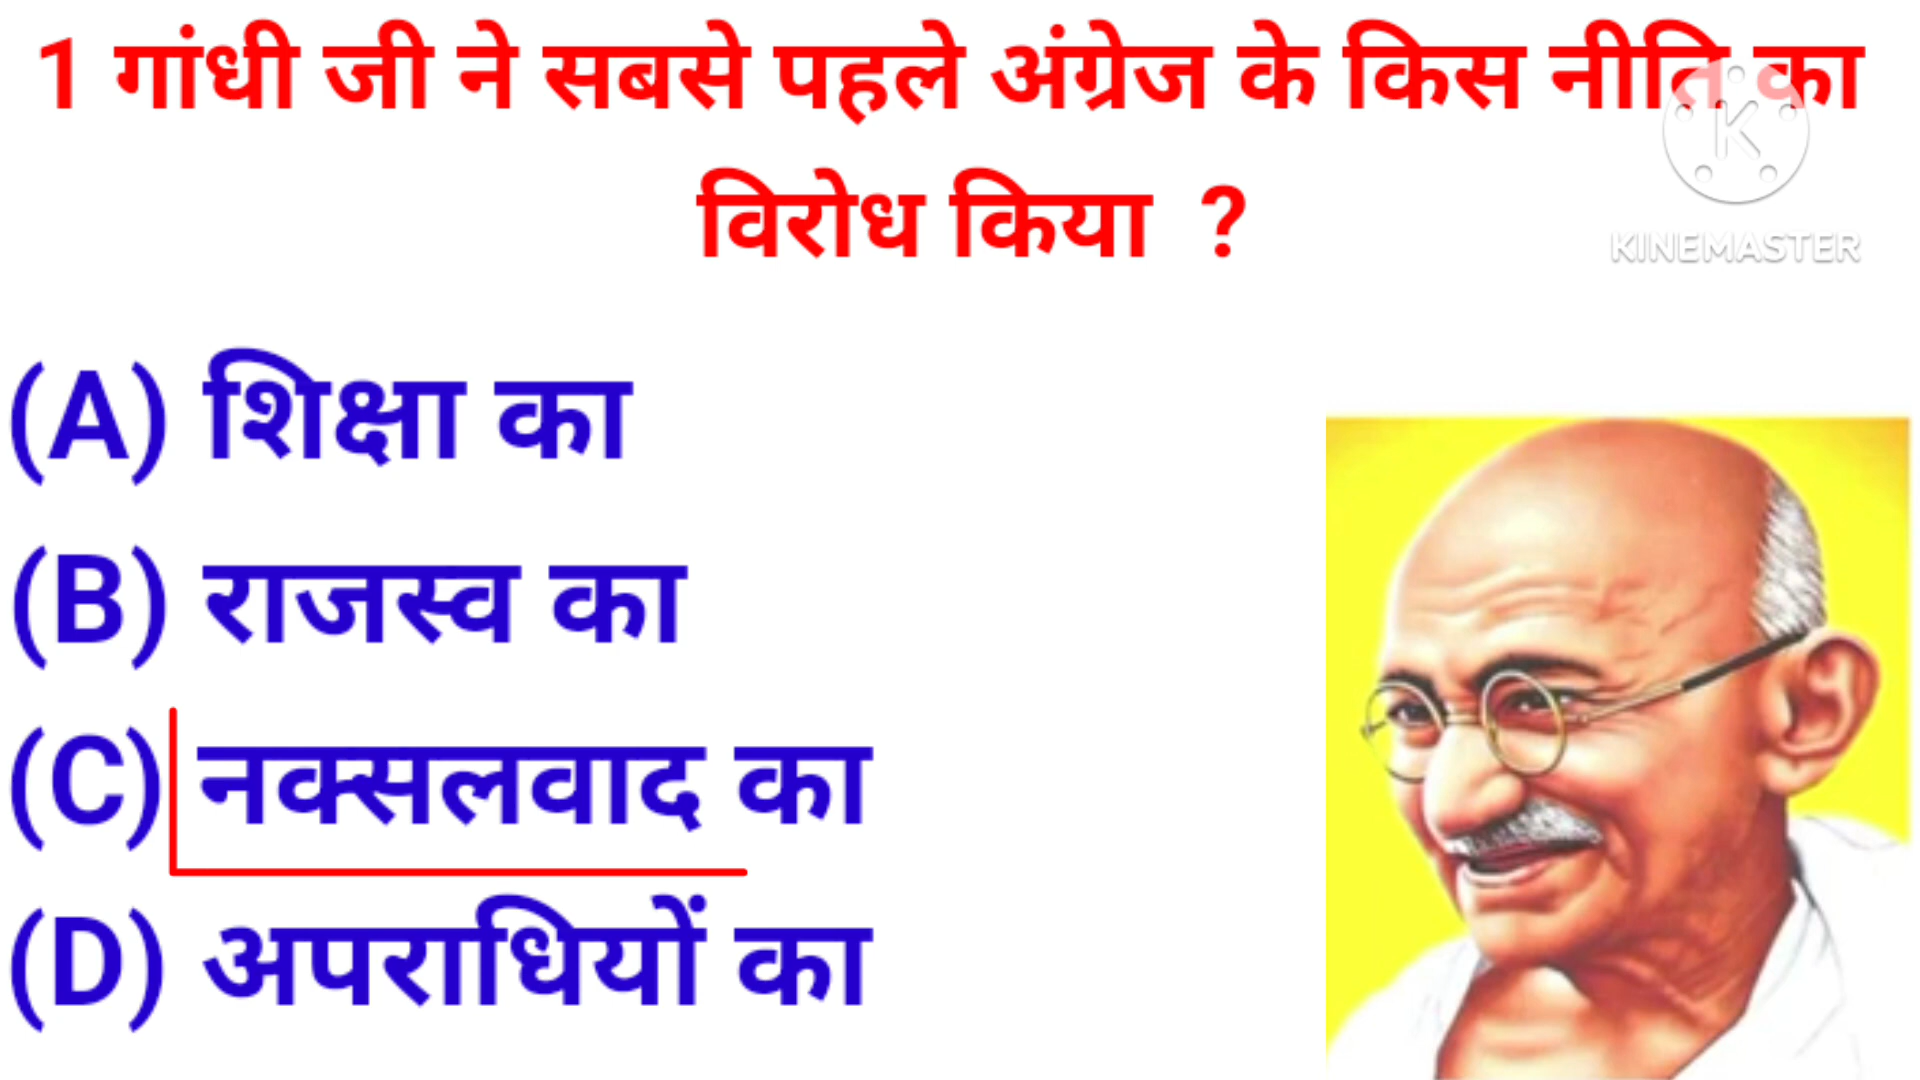 1 गांधी जी ने सबसे पहले अंग्रेज के किस नीति का
विरोध किया ?
KINEMASTER
(A) शिक्षा का
(B) राजस्व का
(C) नक्सलवाद का
(D) अपराधियों का